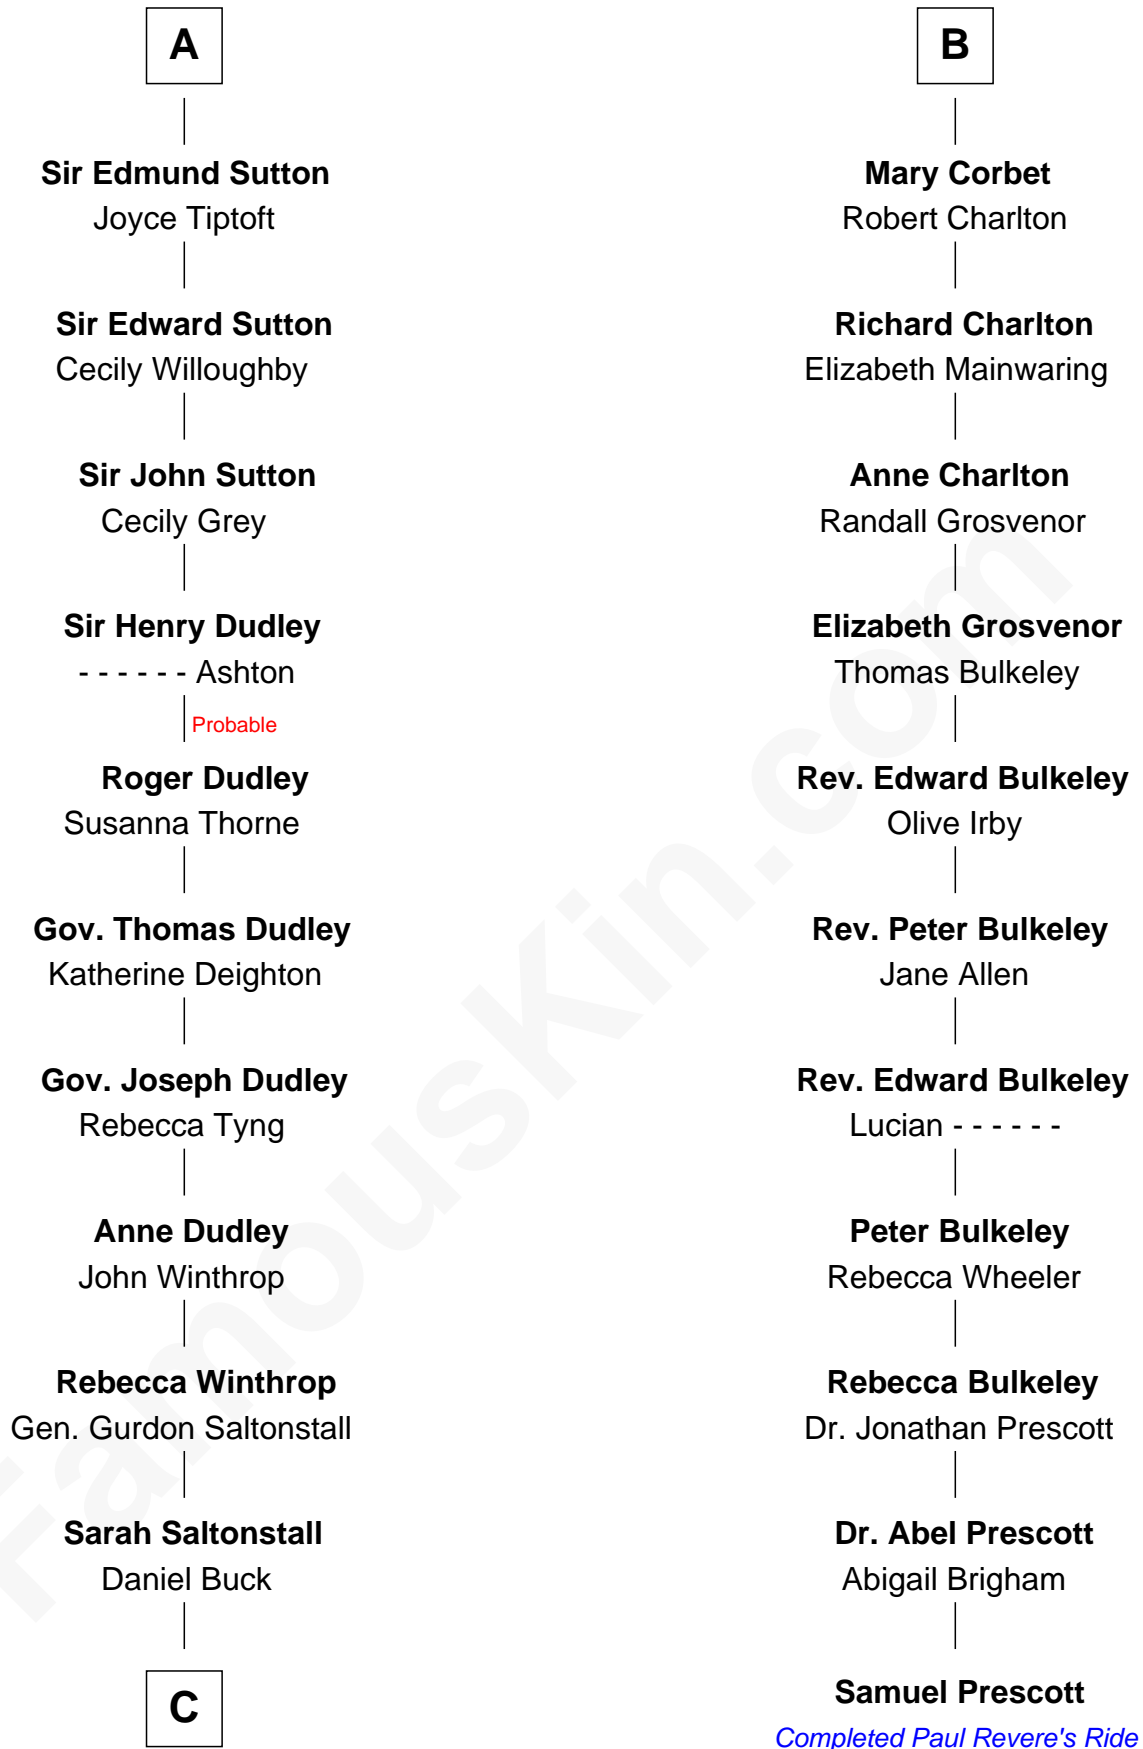 A
Sir Edmund Sutton
Joyce Tiptoft
Sir Edward Sutton
Cecily Willoughby
Sir John Sutton
Cecily Grey
Sir Henry Dudley
- - - - - - Ashton
Probable
Roger Dudley
Susanna Thorne
Gov. Thomas Dudley
Katherine Deighton
Gov. Joseph Dudley
Rebecca Tyng
Anne Dudley
John Winthrop
Rebecca Winthrop
Gen. Gurdon Saltonstall
Sarah Saltonstall
Daniel Buck
C
B
Mary Corbet
Robert Charlton
Richard Charlton
Elizabeth Mainwaring
Anne Charlton
Randall Grosvenor
Elizabeth Grosvenor
Thomas Bulkeley
Rev. Edward Bulkeley
Olive Irby
Rev. Peter Bulkeley
Jane Allen
Rev. Edward Bulkeley
Lucian - - - - - -
Peter Bulkeley
Rebecca Wheeler
Rebecca Bulkeley
Dr. Jonathan Prescott
Dr. Abel Prescott
Abigail Brigham
Samuel Prescott
Completed Paul Revere's Ride
FamousKin.com